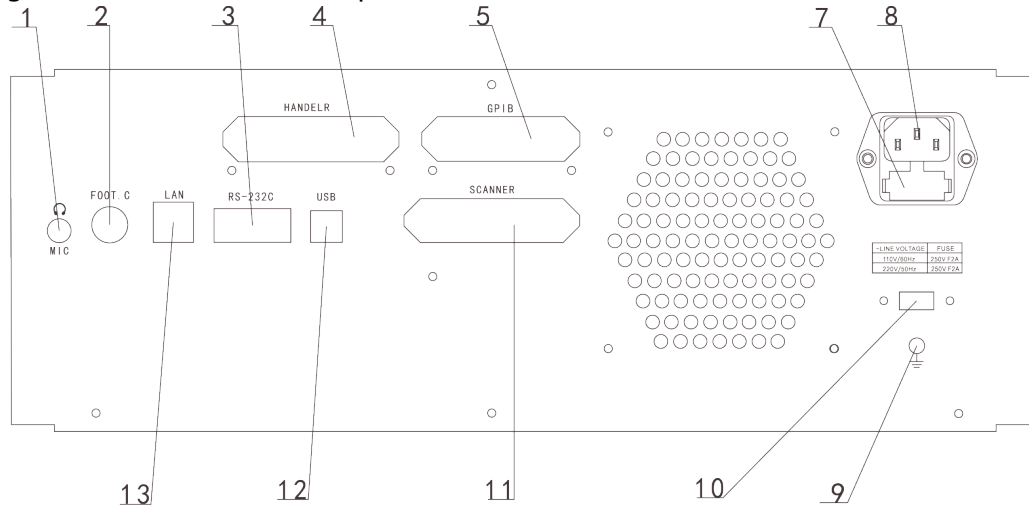 1 2 3 4 5 7 8
HANDELR
GPIB
FOOT.C
LAN
RS-232C
USB
SCANNER
MIC
~LINE VOLTAGE FUSE
110V/60Hz 250V F2A
220V/50Hz 250V F2A
13 12 11 10 9